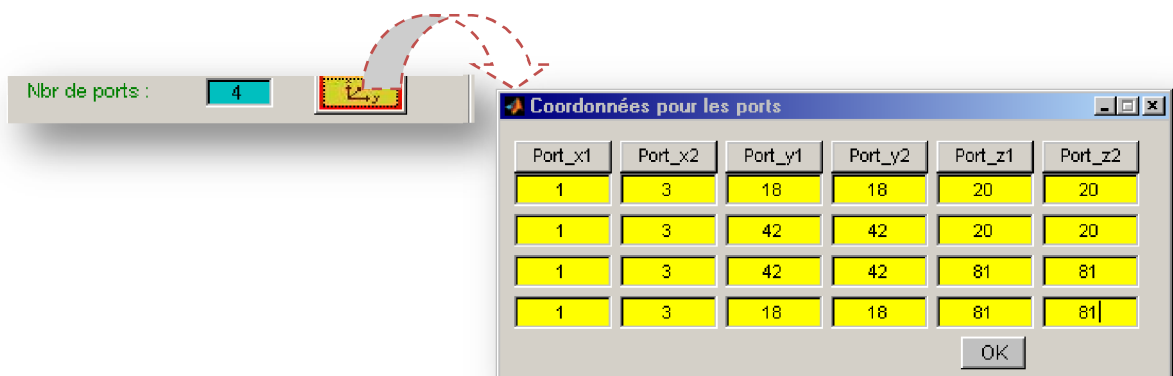 Nbr de ports : 4
x y
Coordonnées pour les ports
Port_x1 Port_x2 Port_y1 Port_y2 Port_z1 Port_z2
1 3 18 18 20 20
1 3 42 42 20 20
1 3 42 42 81 81
1 3 18 18 81 81
OK